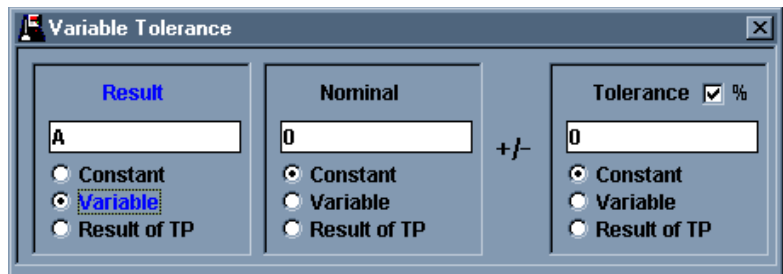 Variable Tolerance
Result
A
Constant
Variable
Result of TP
Nominal
0
Constant
Variable
Result of TP
+/-
Tolerance %
0
Constant
Variable
Result of TP